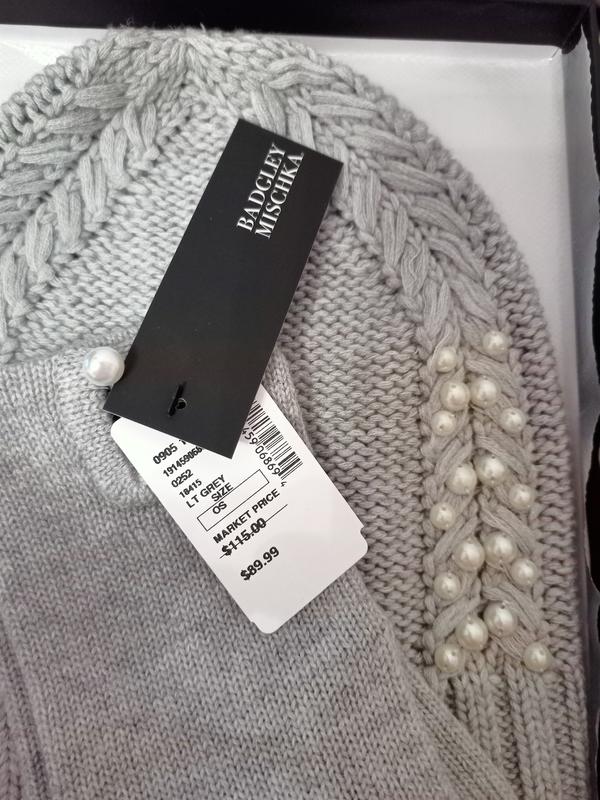 BADGLEY
MISCHKA
0905
0252
18415
LT GREY
SIZE
OS
MARKET PRICE
$115.00
$89.99